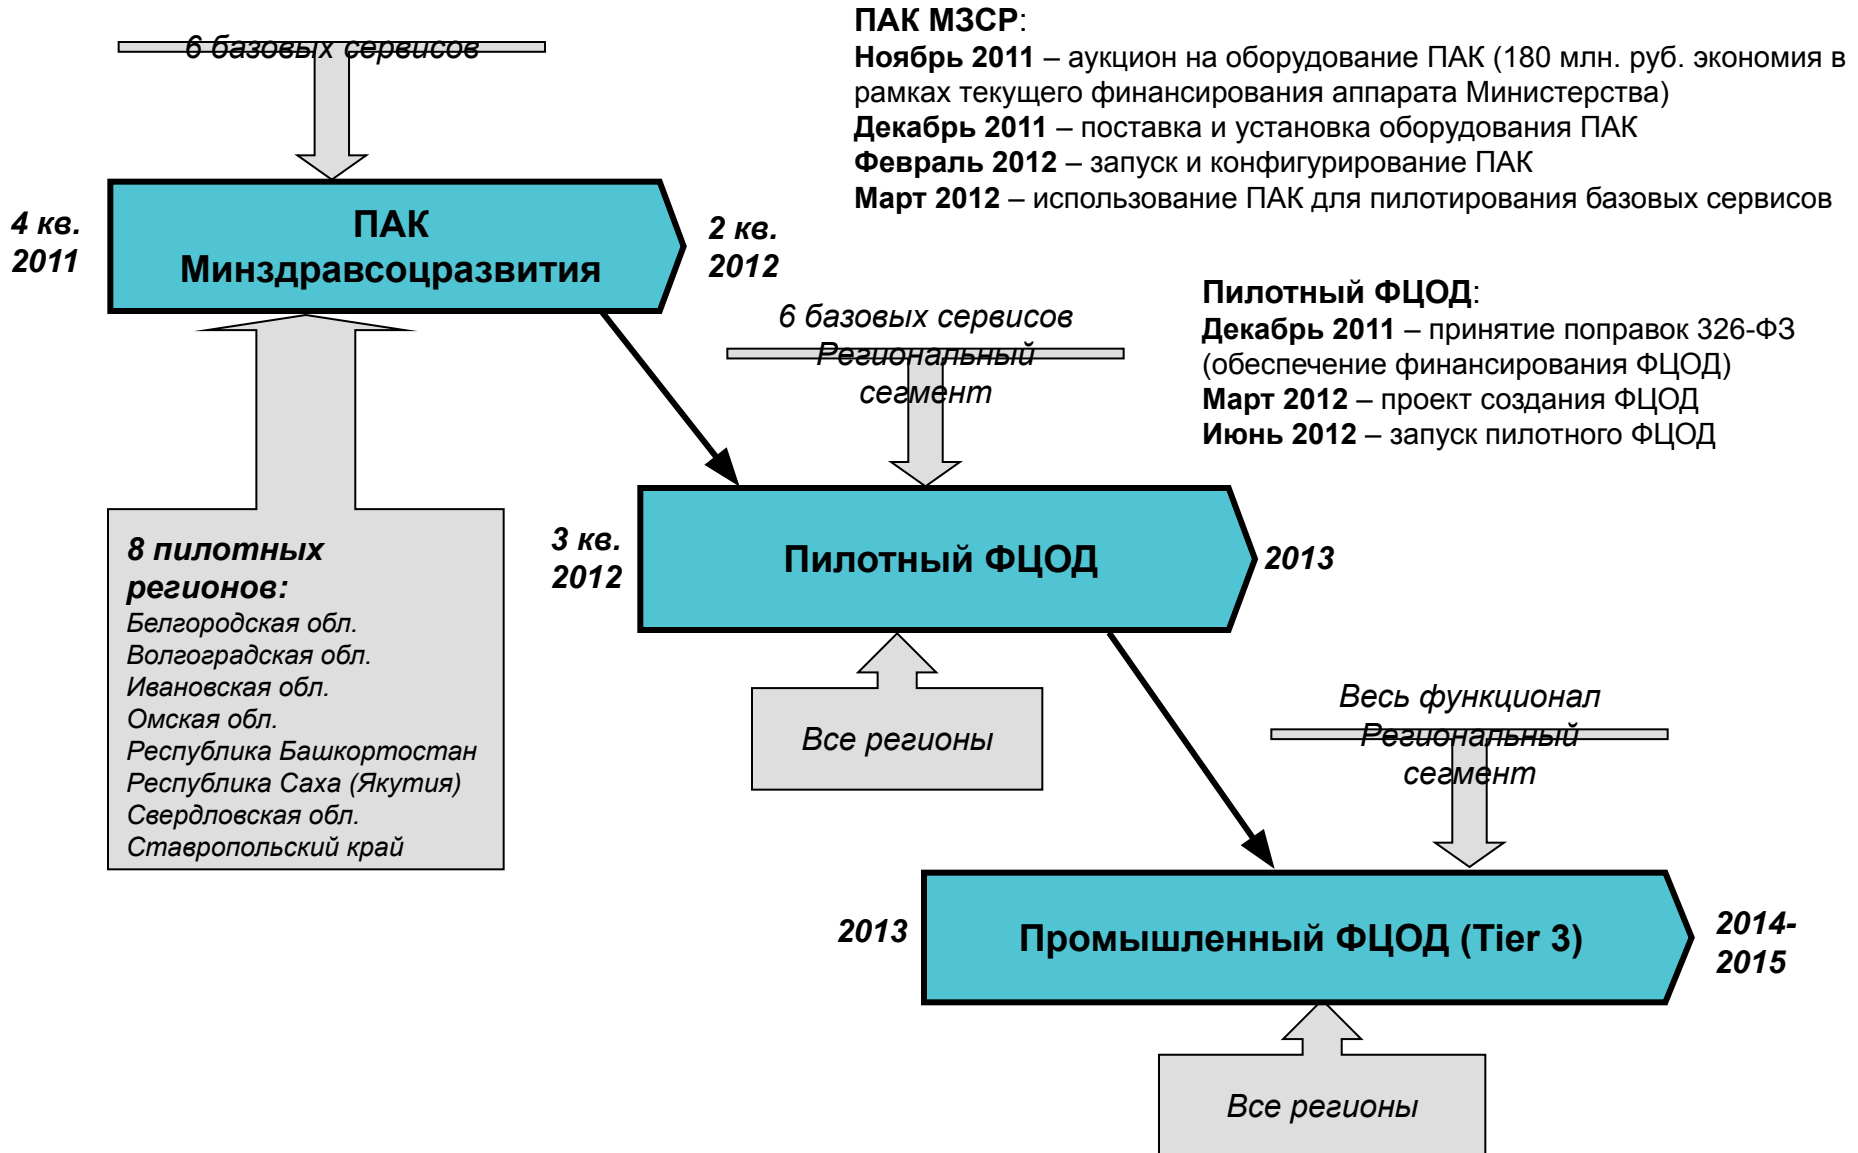 6 базовых сервисов
ПАК МЗСР:
Ноябрь 2011 – аукцион на оборудование ПАК (180 млн. руб. экономия в
рамках текущего финансирования аппарата Министерства)
Декабрь 2011 – поставка и установка оборудования ПАК
Февраль 2012 – запуск и конфигурирование ПАК
Март 2012 – использование ПАК для пилотирования базовых сервисов
4 кв.
2011
ПАК
Минздравсоцразвития
2 кв.
2012
6 базовых сервисов
Региональный
сегмент
Пилотный ФЦОД:
Декабрь 2011 – принятие поправок 326-ФЗ
(обеспечение финансирования ФЦОД)
Март 2012 – проект создания ФЦОД
Июнь 2012 – запуск пилотного ФЦОД
8 пилотных
регионов:
Белгородская обл.
Волгоградская обл.
Ивановская обл.
Омская обл.
Республика Башкортостан
Республика Саха (Якутия)
Свердловская обл.
Ставропольский край
3 кв.
2012
Пилотный ФЦОД
2013
Все регионы
Весь функционал
Региональный
сегмент
2013
Промышленный ФЦОД (Tier 3)
2014-
2015
Все регионы